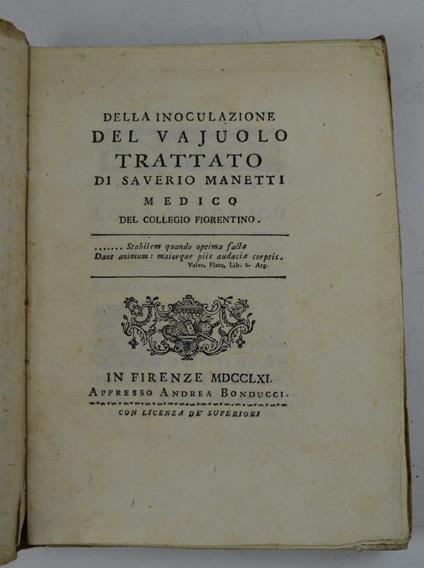 DELLA INOCULAZIONE
DEL VAJUOLO
TRATTATO
DI SAVERIO MANETTI
MEDICO
DEL COLLEGIO FIORENTINO.
....... Stabilem quando optima facta
Dant animum: maiorque piis audacia coeptis.
Valer. Flacc. Lib. 5. Arg.
IN FIRENZE MDCCLXI.
APPRESSO ANDREA BONDUCCI.
CON LICENZA DE' SUPERIORI